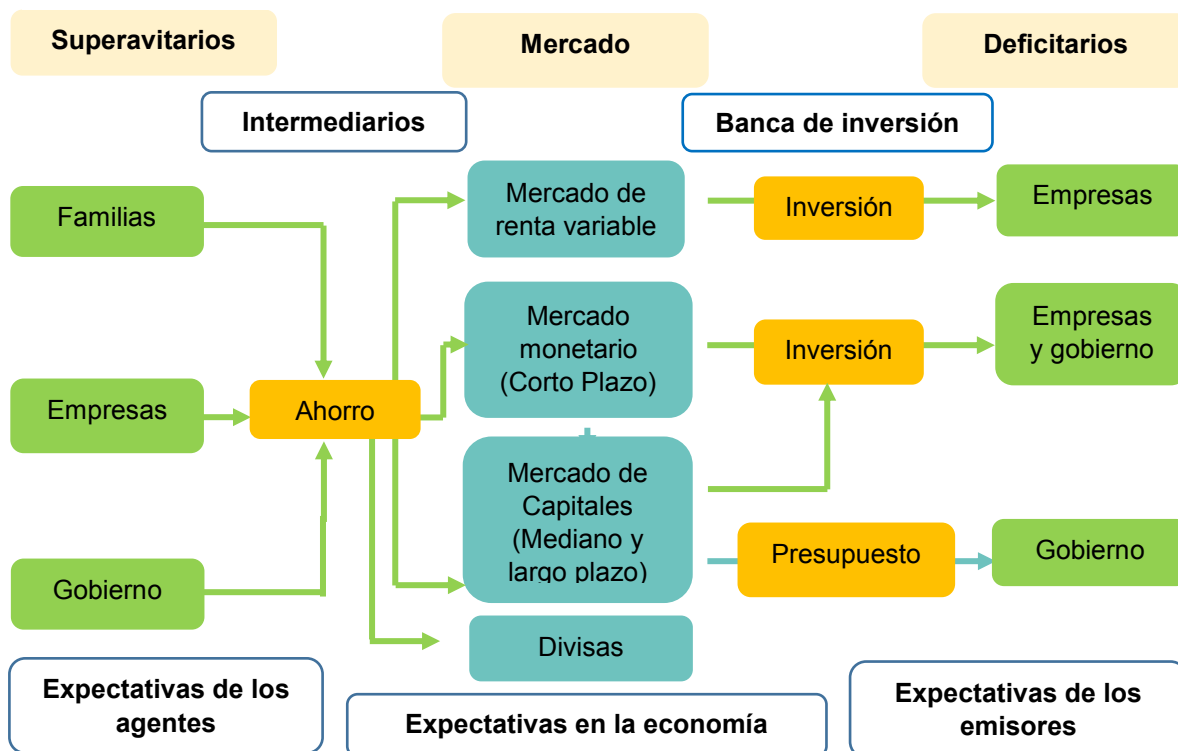 Superavitarios
Mercado
Deficitarios
Intermediarios
Banca de inversión
Familias
Mercado de
renta variable
Inversión
Empresas
Mercado
monetario
(Corto Plazo)
Inversión
Empresas
y gobierno
Empresas
Ahorro
Mercado de
Capitales
(Mediano y
largo plazo)
Presupuesto
Gobierno
Gobierno
Divisas
Expectativas de los
agentes
Expectativas en la economía
Expectativas de los
emisores